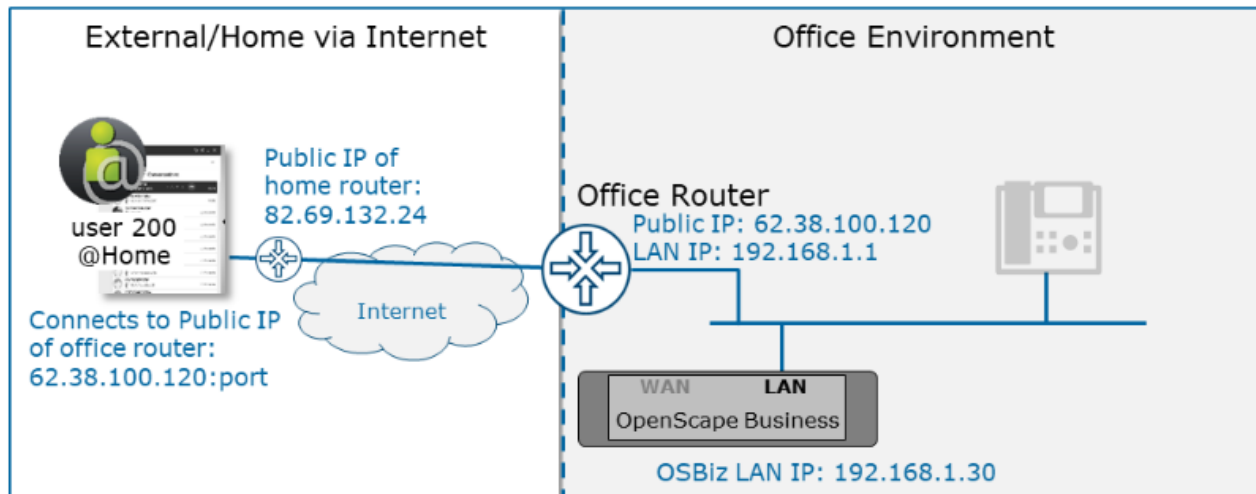 External/Home via Internet
Office Environment
@
user 200
@Home
Public IP of
home router:
82.69.132.24
Connects to Public IP
of office router:
62.38.100.120:port
Internet
Office Router
Public IP: 62.38.100.120
LAN IP: 192.168.1.1
WAN LAN
OpenScape Business
OSBiz LAN IP: 192.168.1.30